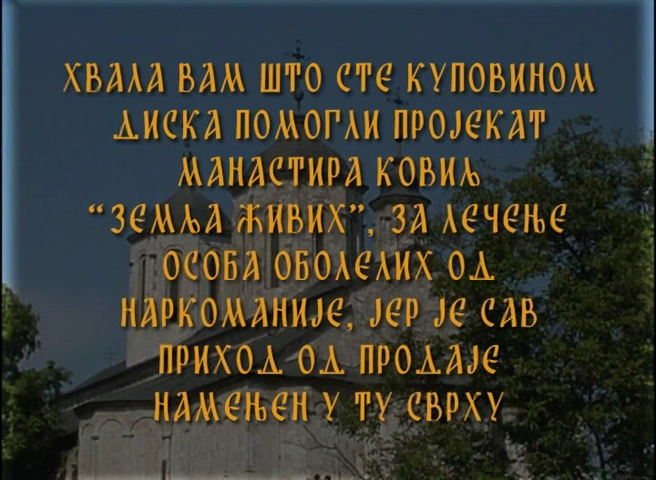 ХВАЛА ВАМ ШТО СТЕ КУПОВИНОМ
ДИСКА ПОМОГЛИ ПРОЈЕКАТ
МАНАСТИРА КОВИЉ
“ЗЕМЉА ЖИВИХ”, ЗА ЛЕЧЕЊЕ
ОСОБА ОБОЛЕЛИХ ОД
НАРКОМАНИЈЕ, ЈЕР ЈЕ САВ
ПРИХОД ОД ПРОДАЈЕ
НАМЕЊЕН У ТУ СВРХУ